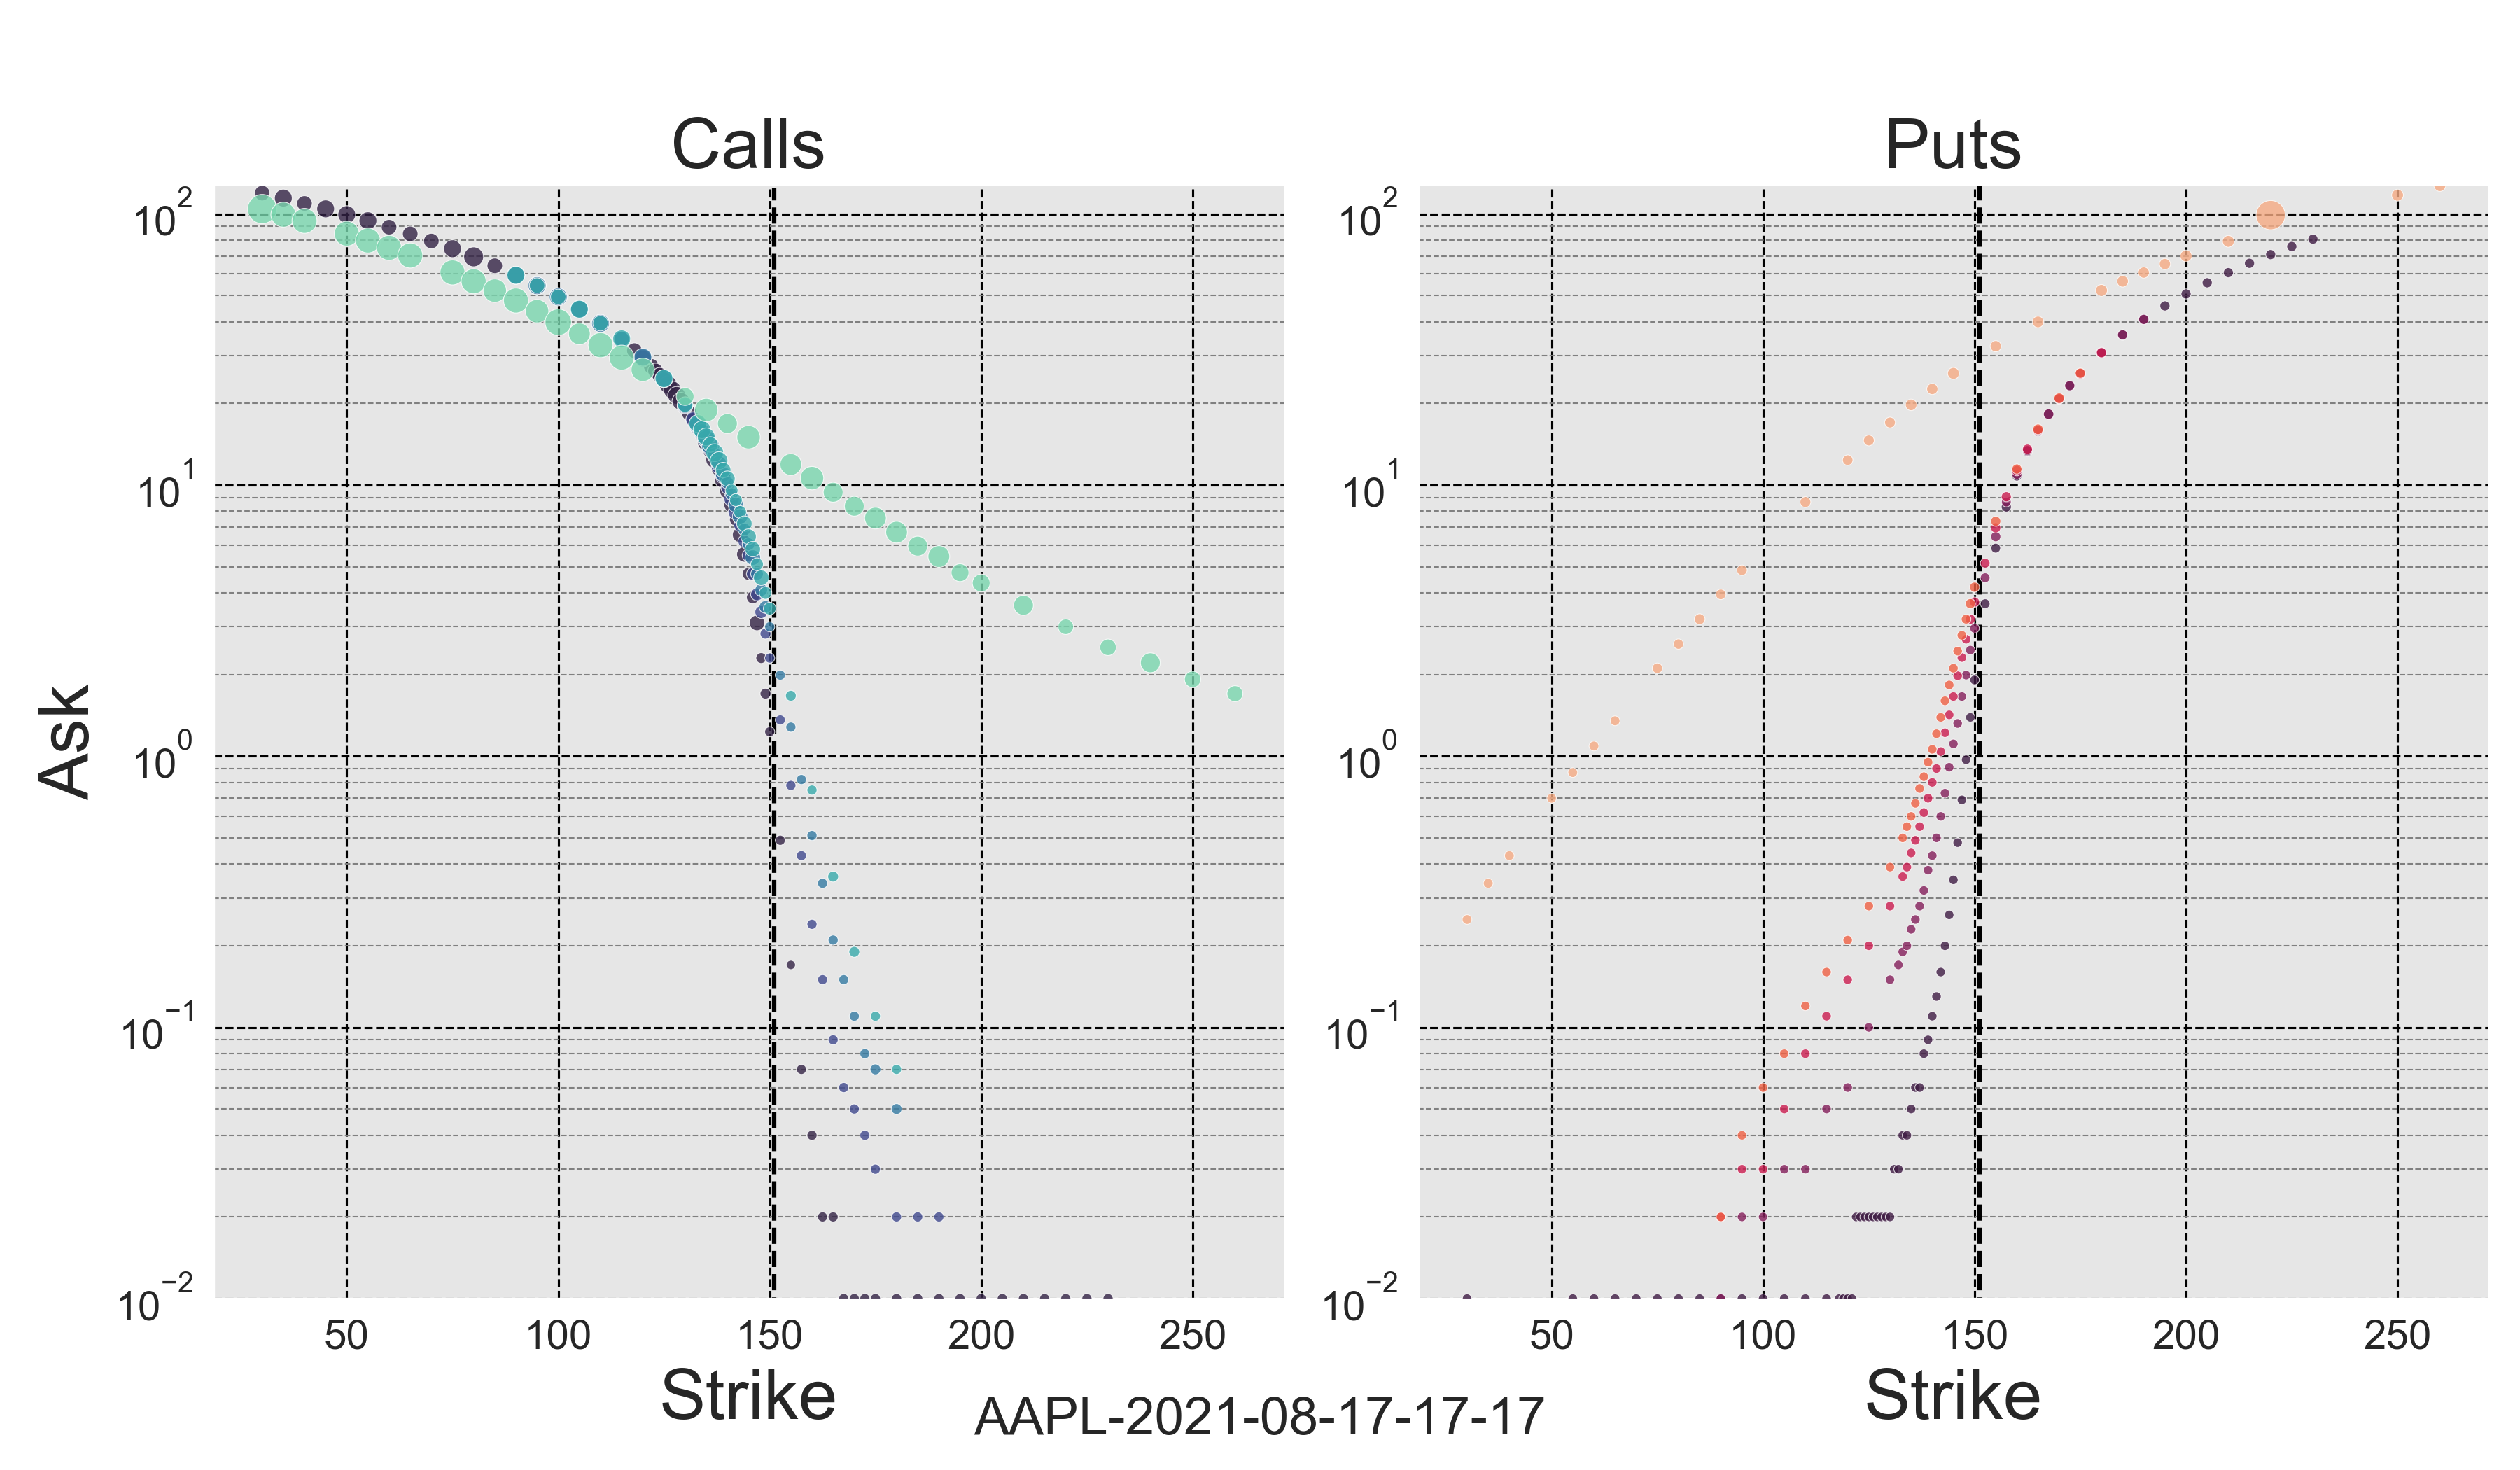 Calls Puts
10^2 10^2
10^1 10^1
10^0 10^0
10^−1 10^−1
10^−2 10^−2
Ask
50 100 150 200 250 50 100 150 200 250
Strike Strike
AAPL-2021-08-17-17-17